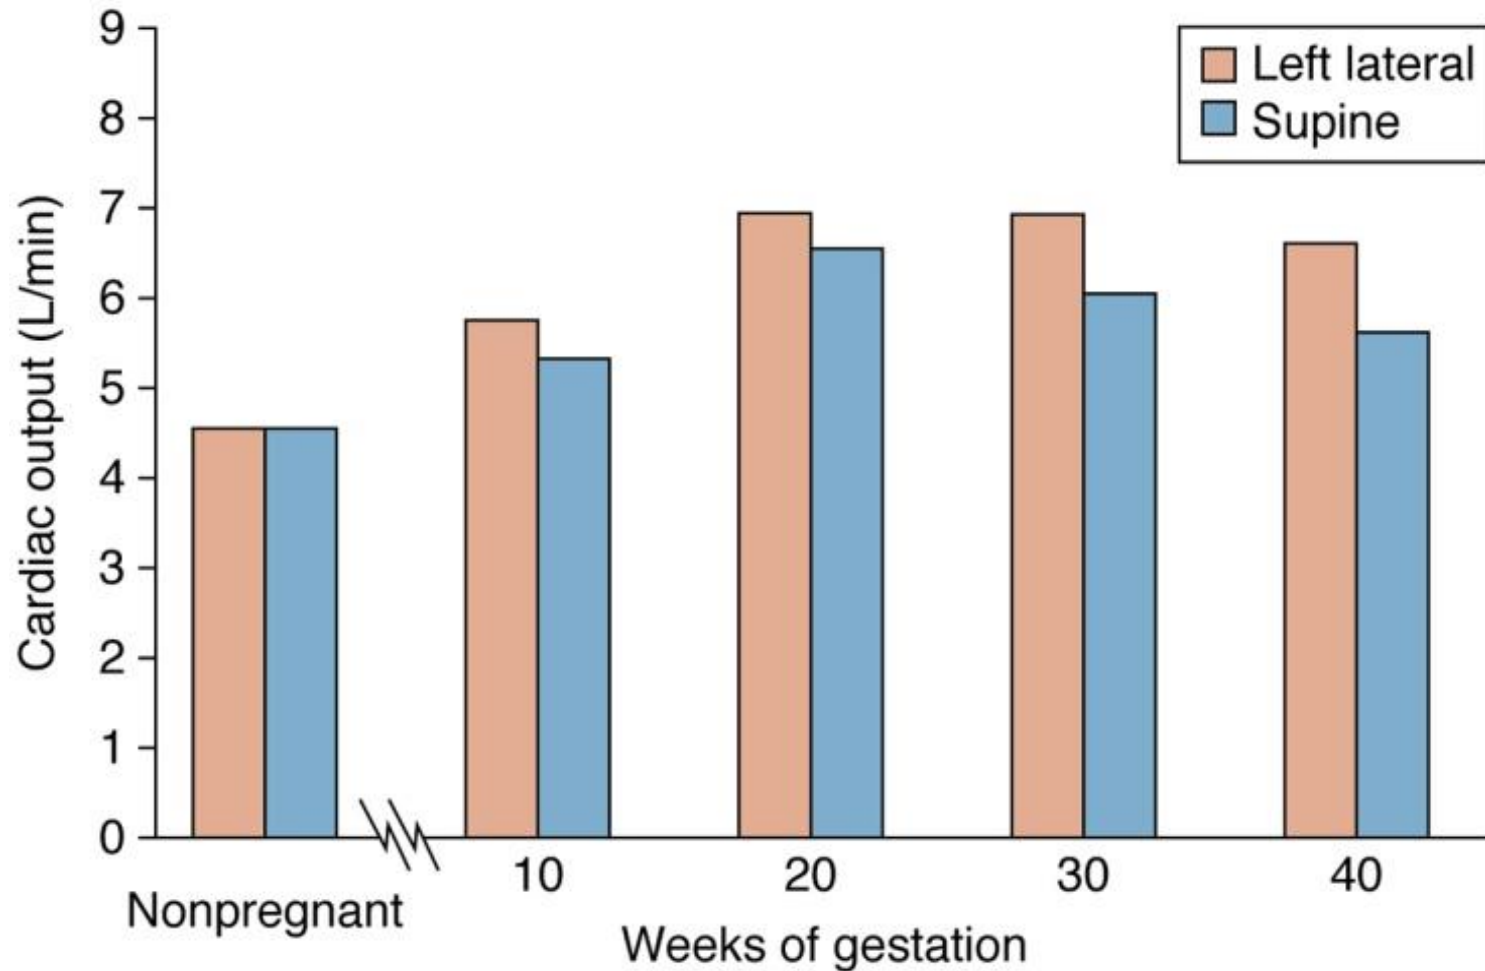 Cardiac output (L/min)
9
8
7
6
5
4
3
2
1
0
Left lateral
Supine
Nonpregnant
10
20
30
40
Weeks of gestation